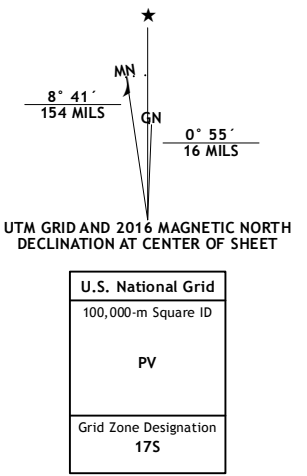 ★
MN
8° 41´
154 MILS
GN
0° 55´
16 MILS
UTM GRID AND 2016 MAGNETIC NORTH
DECLINATION AT CENTER OF SHEET
U.S. National Grid
100,000-m Square ID
PV
Grid Zone Designation
17S